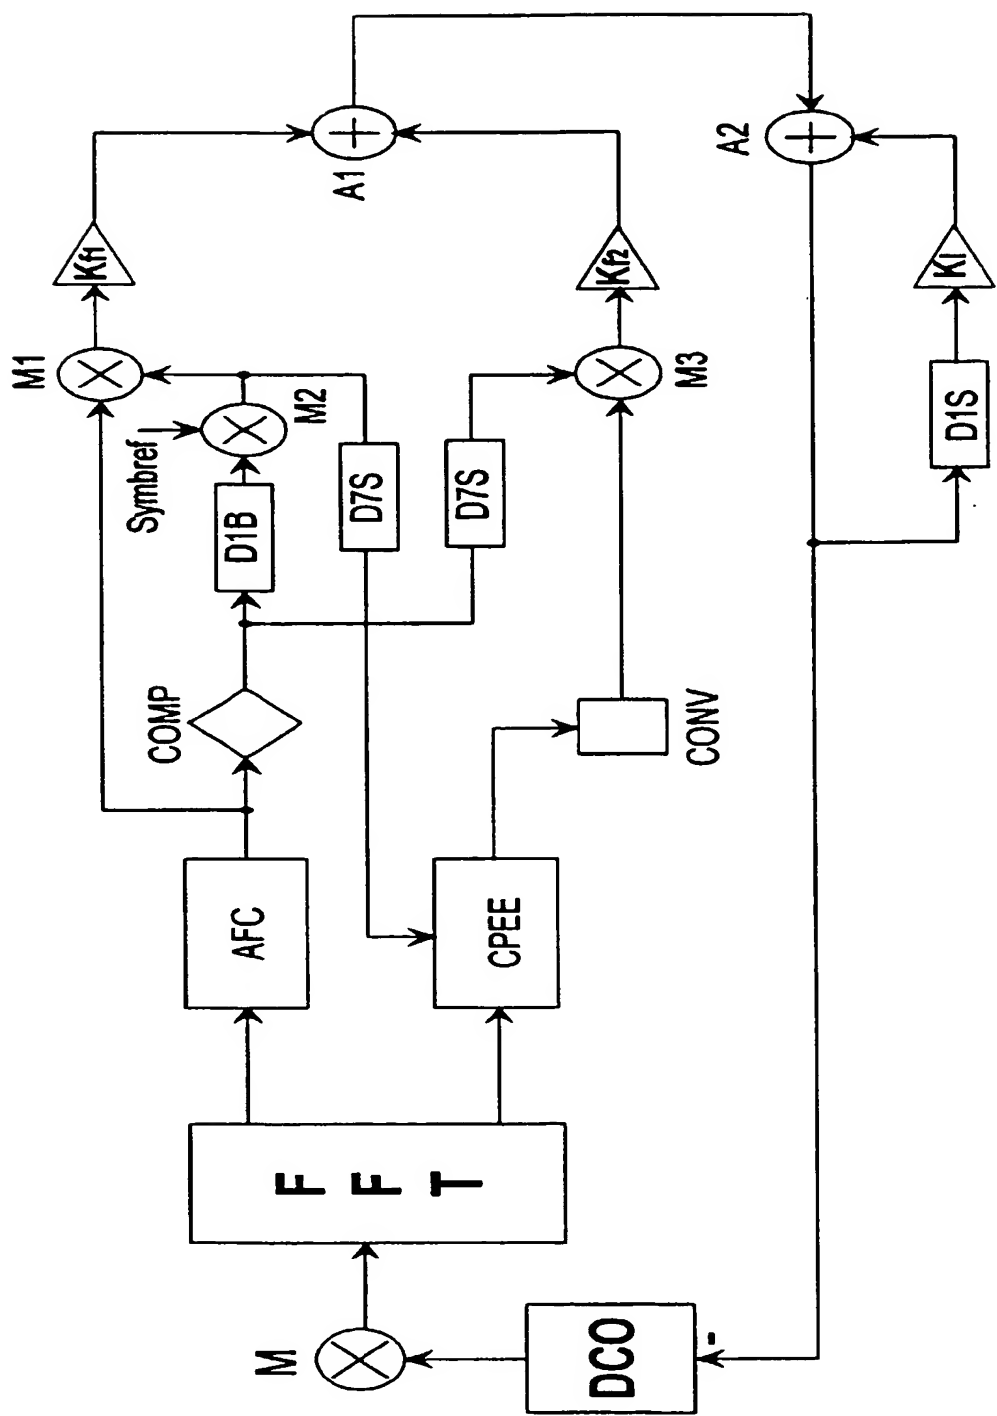 M
DCO
-
F
F
T
AFC
CPEE
COMP
CONV
D1B
Symbref
M2
D7S
D7S
M1
M3
Kf1
Kf2
A1
A2
D1S
KI